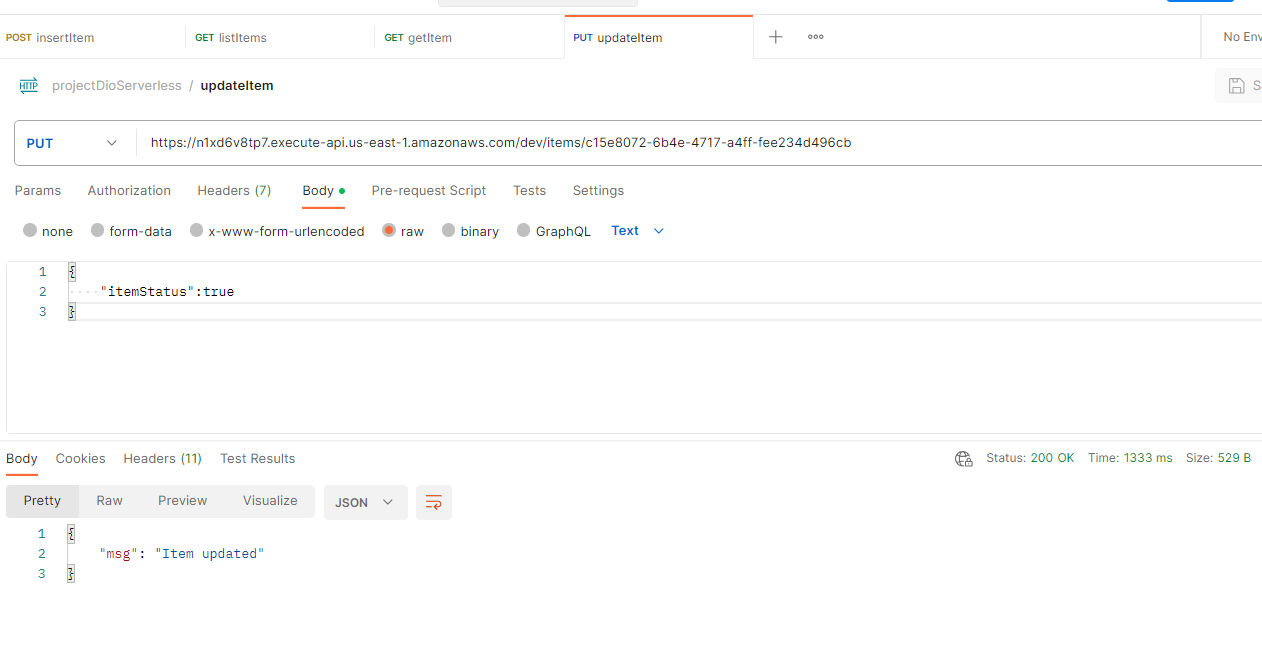 POST insertItem GET listItems GET getItem PUT updateItem No Env
HTTP projectDioServerless / updateItem S
PUT https://n1xd6v8tp7.execute-api.us-east-1.amazonaws.com/dev/items/c15e8072-6b4e-4717-a4ff-fee234d496cb
Params Authorization Headers (7) Body Pre-request Script Tests Settings
none form-data x-www-form-urlencoded raw binary GraphQL Text
1 {
2 ····"itemStatus":true
3 }
Body Cookies Headers (11) Test Results Status: 200 OK Time: 1333 ms Size: 529 B
Pretty Raw Preview Visualize JSON
1 {
2 "msg": "Item updated"
3 }